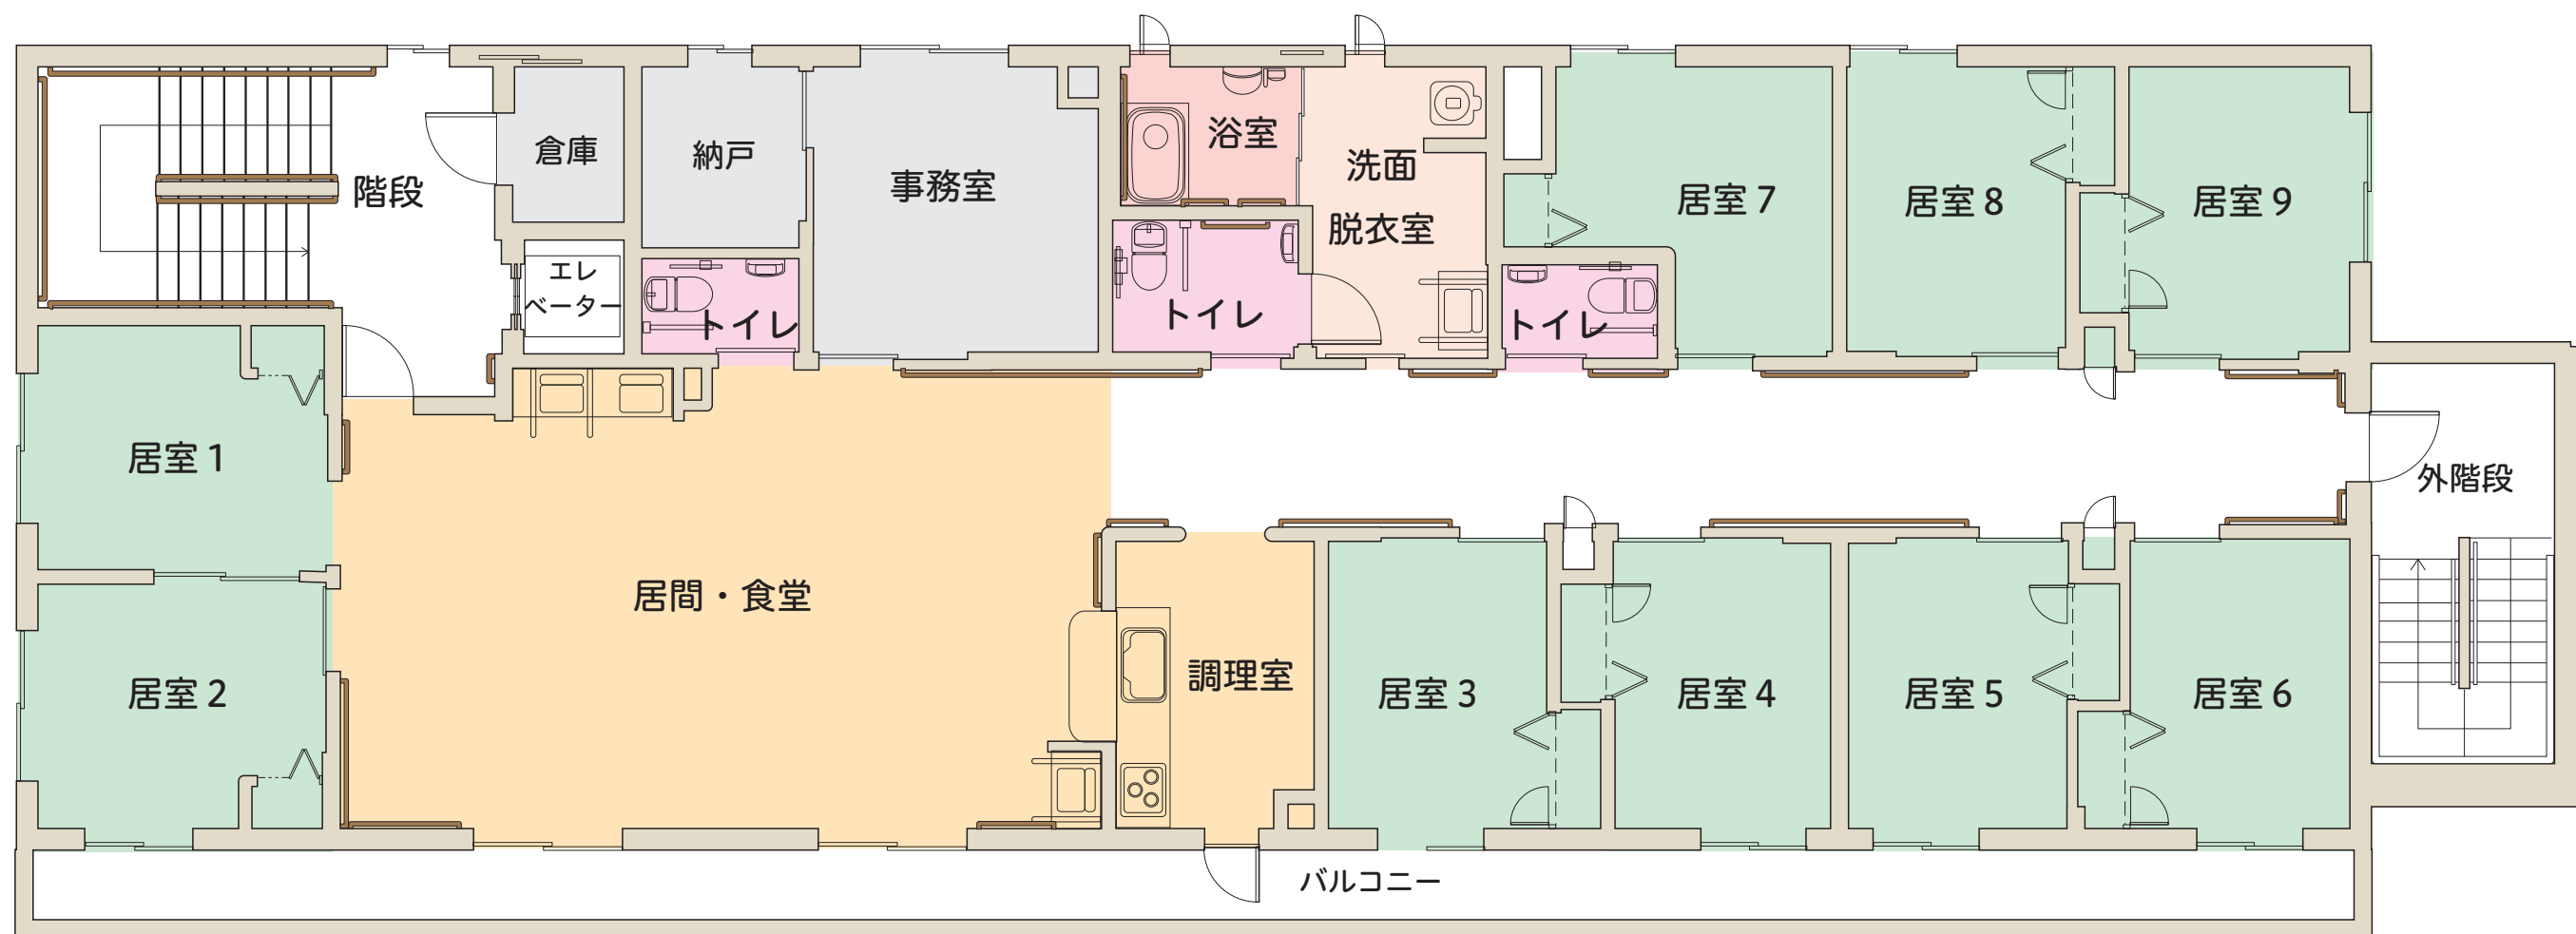 階段
倉庫
納戸
事務室
浴室
洗面
脱衣室
居室 7
居室 8
居室 9
エレ
ベーター
トイレ
トイレ
トイレ
居室 1
外階段
居間・食堂
調理室
居室 2
居室 3
居室 4
居室 5
居室 6
バルコニー